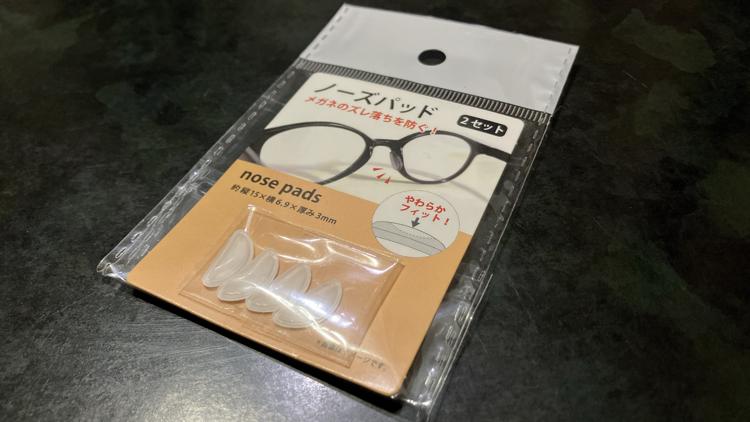 ノーズパッド
メガネのズレ落ちを防ぐ!
2セット
nose pads
約 縦15×横6.9×厚み3mm
やわらか
フィット!